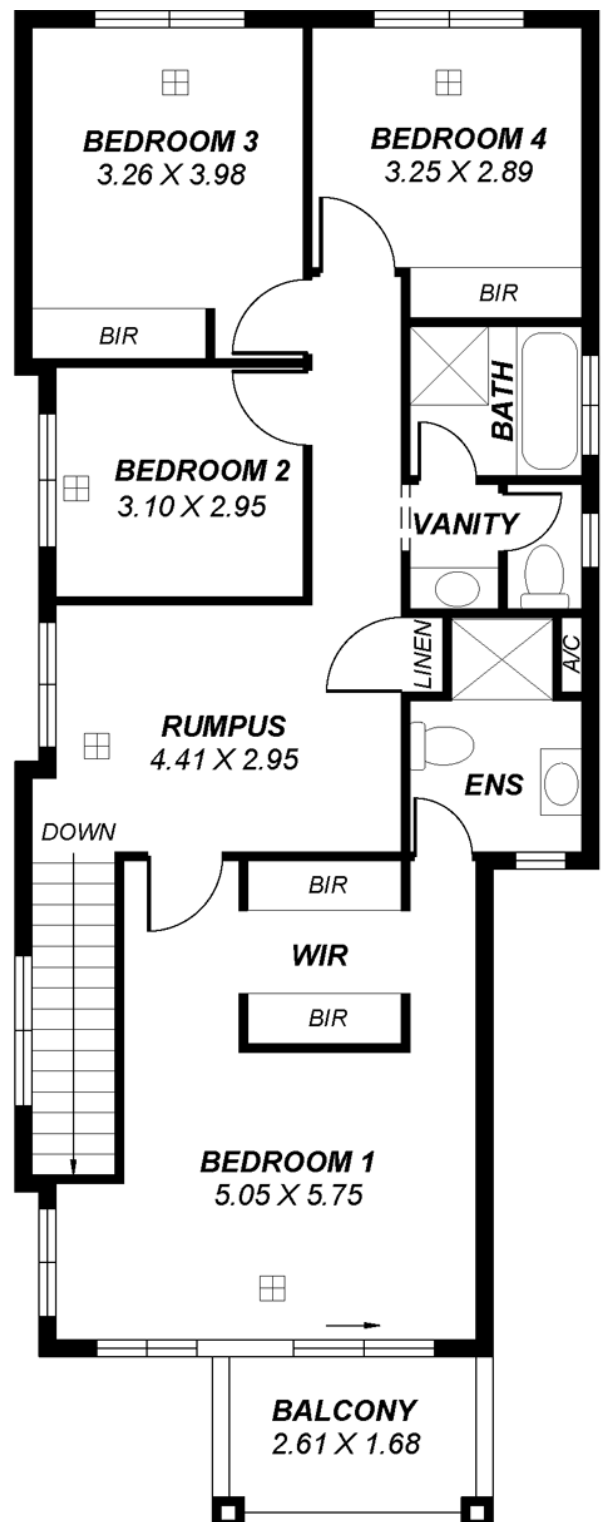 BEDROOM 3
3.26 X 3.98
BEDROOM 4
3.25 X 2.89
BIR
BIR
BATH
BEDROOM 2
3.10 X 2.95
VANITY
LINEN
A/C
RUMPUS
4.41 X 2.95
ENS
DOWN
BIR
WIR
BIR
BEDROOM 1
5.05 X 5.75
BALCONY
2.61 X 1.68